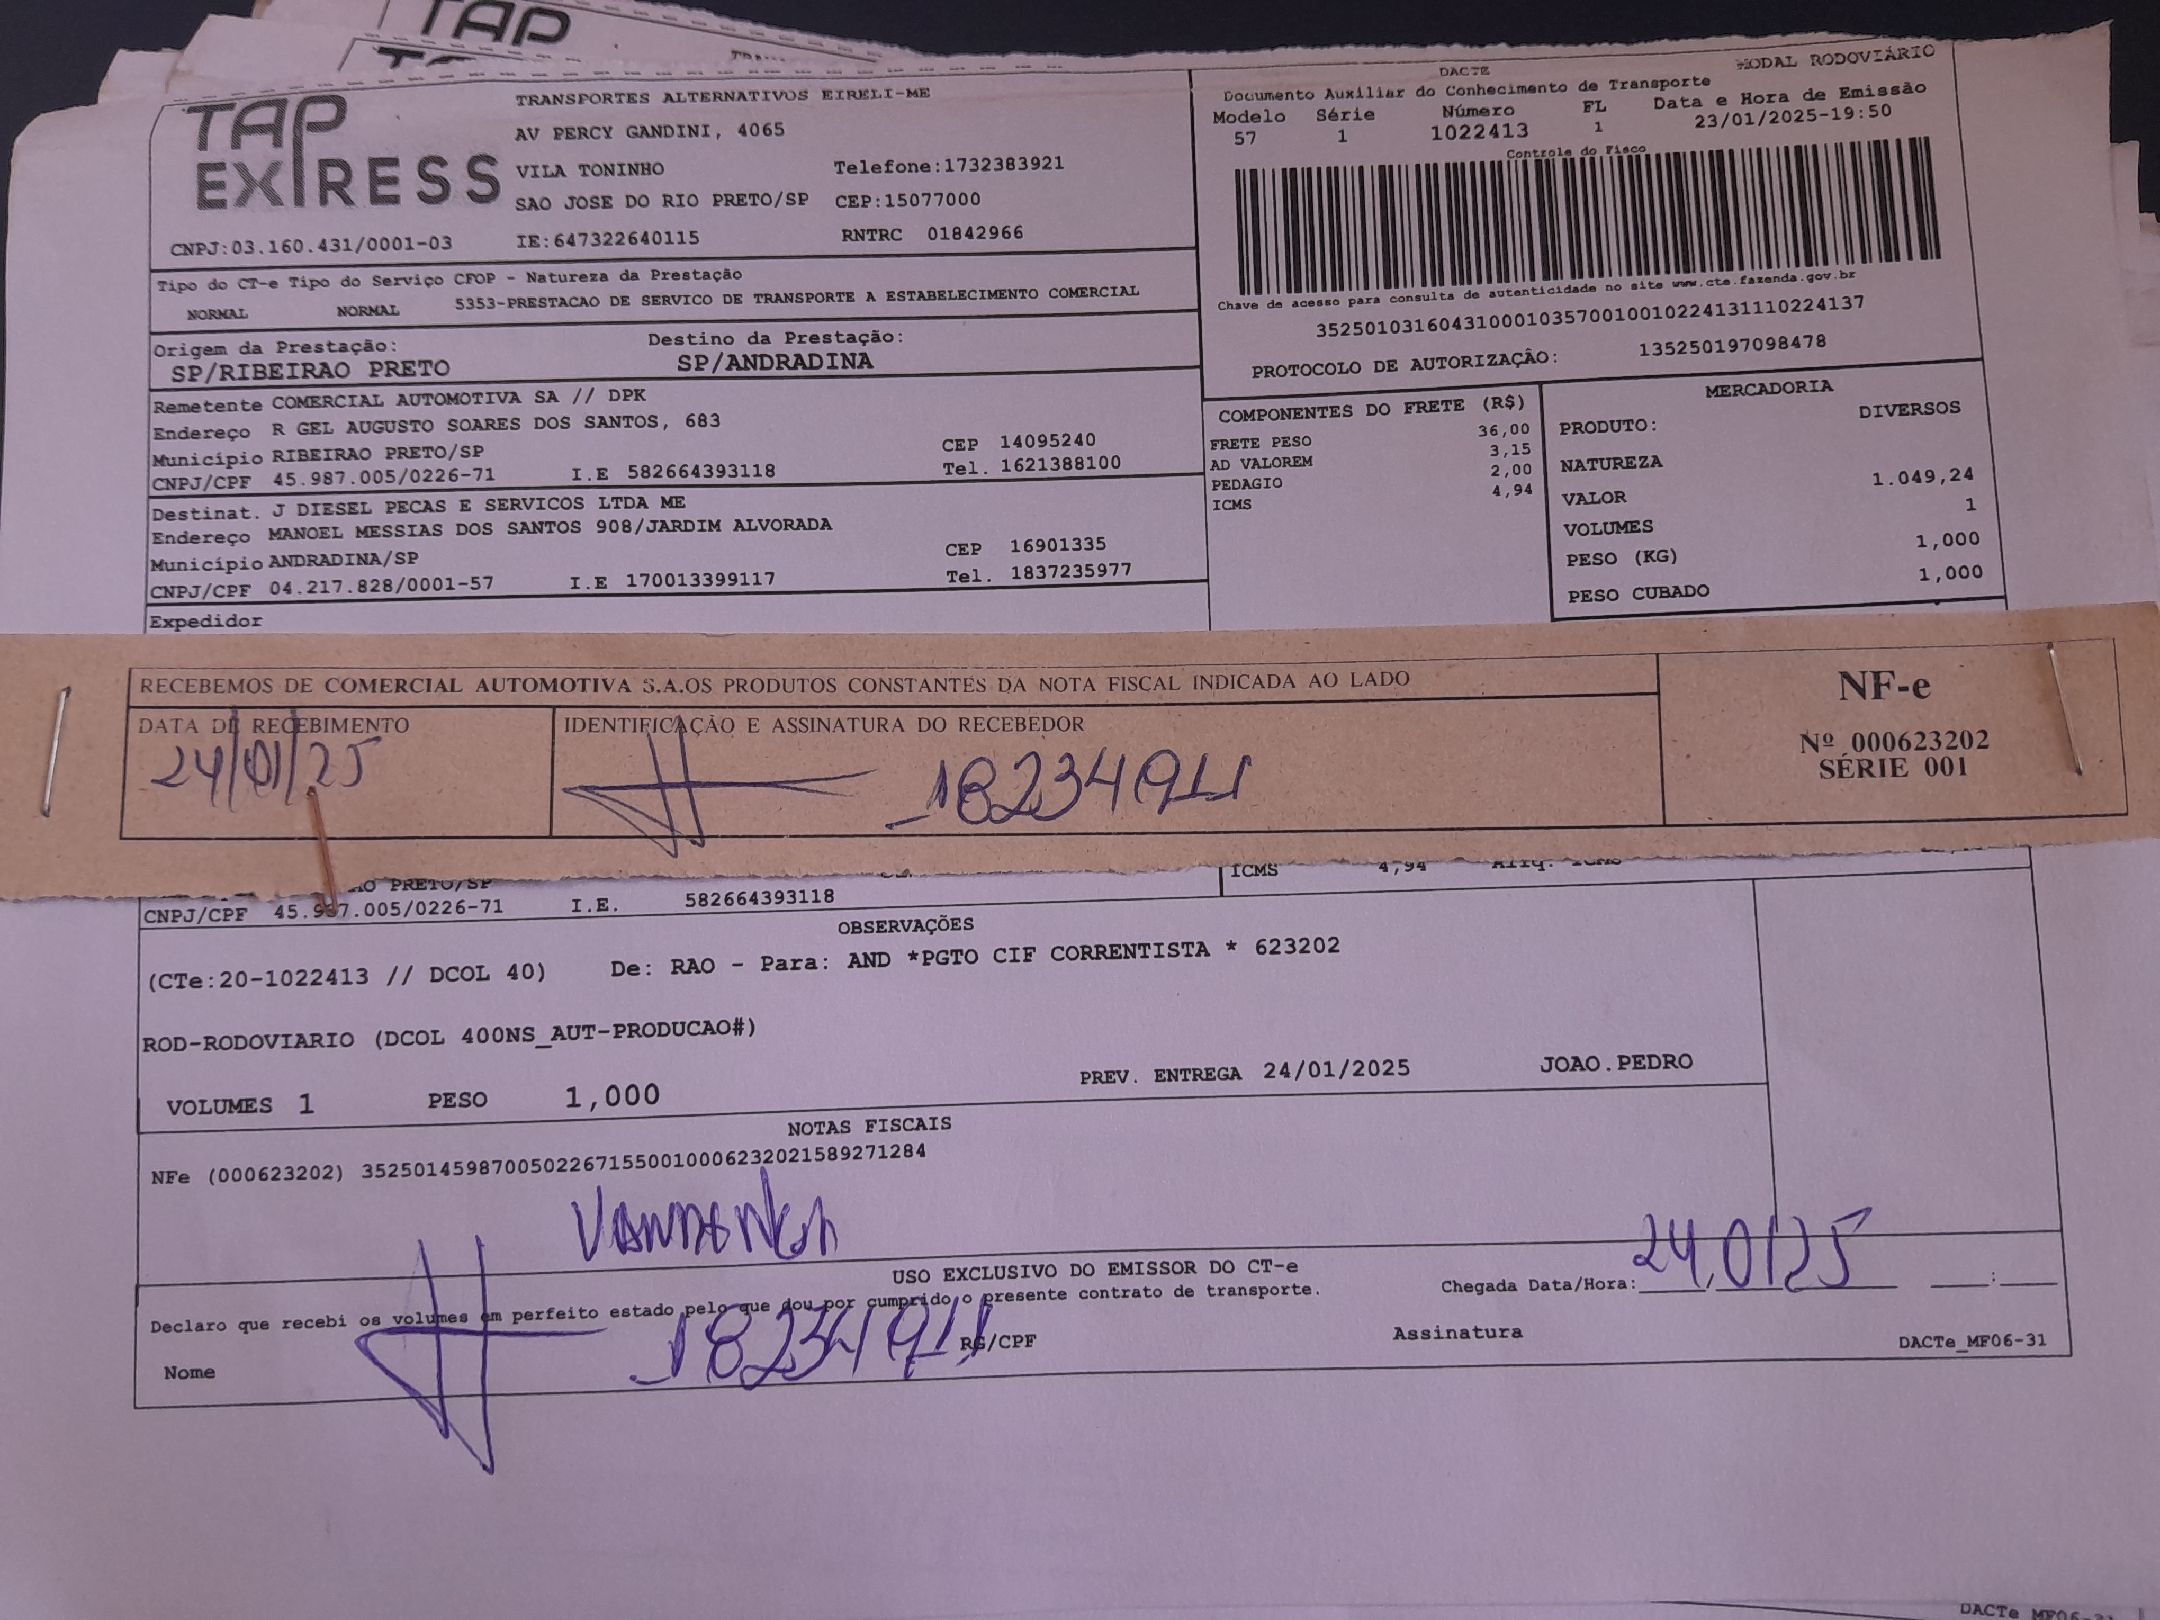 TAP
TAP EXPRESS
TRANSPORTES ALTERNATIVOS EIRELI-ME
AV PERCY GANDINI, 4065
VILA TONINHO Telefone:1732383921
SAO JOSE DO RIO PRETO/SP CEP:15077000
CNPJ:03.160.431/0001-03 IE:647322640115 RNTRC 01842966
DACTE MODAL RODOVIÁRIO
Documento Auxiliar do Conhecimento de Transporte
Modelo Série Número FL Data e Hora de Emissão
57 1 1022413 1 23/01/2025-19:50
Controle do Fisco
Chave de acesso para consulta de autenticidade no site www.cte.fazenda.gov.br
35250103160431000103570010010224131110224137
PROTOCOLO DE AUTORIZAÇÃO: 135250197098478
Tipo do CT-e Tipo do Serviço CFOP - Natureza da Prestação
NORMAL NORMAL 5353-PRESTACAO DE SERVICO DE TRANSPORTE A ESTABELECIMENTO COMERCIAL
Origem da Prestação: Destino da Prestação:
SP/RIBEIRAO PRETO SP/ANDRADINA
Remetente COMERCIAL AUTOMOTIVA SA // DPK
Endereço R GEL AUGUSTO SOARES DOS SANTOS, 683
Município RIBEIRAO PRETO/SP CEP 14095240
CNPJ/CPF 45.987.005/0226-71 I.E 582664393118 Tel. 1621388100
Destinat. J DIESEL PECAS E SERVICOS LTDA ME
Endereço MANOEL MESSIAS DOS SANTOS 908/JARDIM ALVORADA
Município ANDRADINA/SP CEP 16901335
CNPJ/CPF 04.217.828/0001-57 I.E 170013399117 Tel. 1837235977
Expedidor
COMPONENTES DO FRETE (R$)
FRETE PESO 36,00
AD VALOREM 3,15
PEDAGIO 2,00
ICMS 4,94
MERCADORIA
PRODUTO: DIVERSOS
NATUREZA
VALOR 1.049,24
VOLUMES 1
PESO (KG) 1,000
PESO CUBADO 1,000
RECEBEMOS DE COMERCIAL AUTOMOTIVA S.A.OS PRODUTOS CONSTANTES DA NOTA FISCAL INDICADA AO LADO
DATA DE RECEBIMENTO IDENTIFICAÇÃO E ASSINATURA DO RECEBEDOR
24/01/25 18234911
NF-e
Nº 000623202
SÉRIE 001
PRETO/SP
ICMS 4,94 Aliq. ICMS
CNPJ/CPF 45.987.005/0226-71 I.E. 582664393118
OBSERVAÇÕES
(CTe:20-1022413 // DCOL 40) De: RAO - Para: AND *PGTO CIF CORRENTISTA * 623202
ROD-RODOVIARIO (DCOL 400NS_AUT-PRODUCAO#)
PREV. ENTREGA 24/01/2025 JOAO.PEDRO
VOLUMES 1 PESO 1,000
NOTAS FISCAIS
NFe (000623202) 35250145987005022671550010006232021589271284
USO EXCLUSIVO DO EMISSOR DO CT-e
Declaro que recebi os volumes em perfeito estado pelo que dou por cumprido o presente contrato de transporte.
Chegada Data/Hora: 24/01/25 :
18234911
Nome RG/CPF Assinatura DACTe_MF06-31